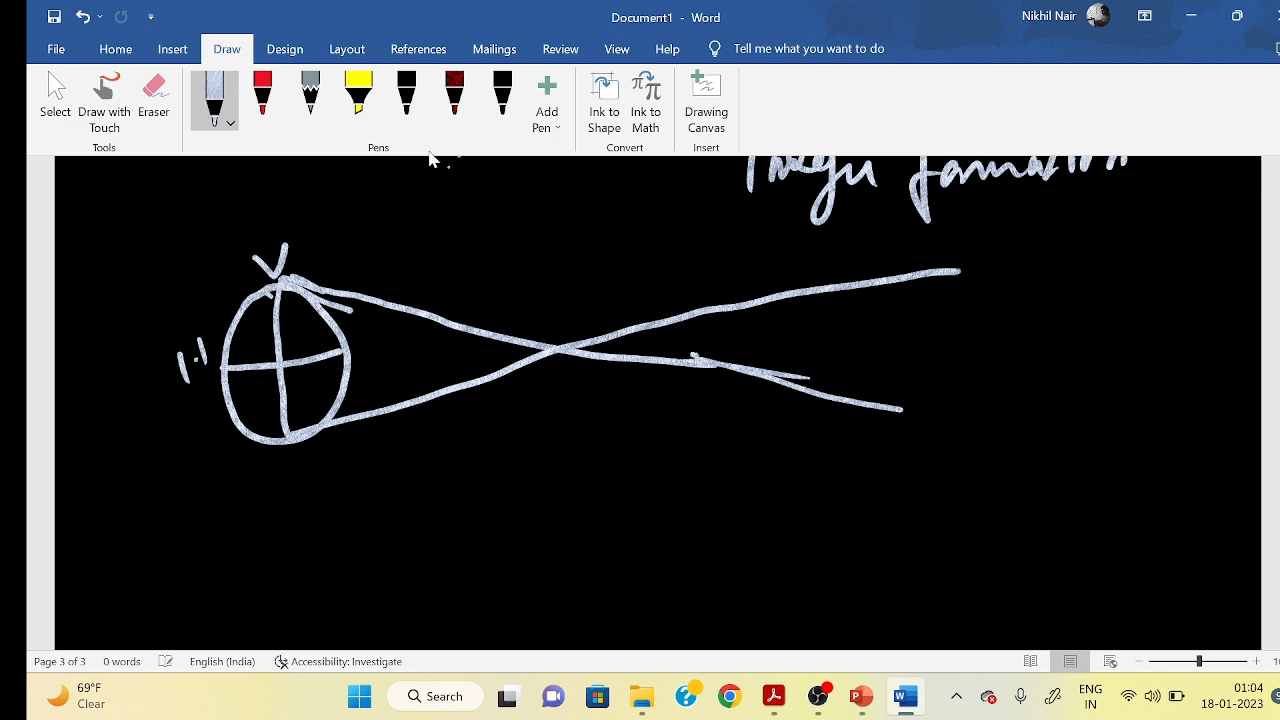 Document1 - Word
Nikhil Nair
File Home Insert Draw Design Layout References Mailings Review View Help Tell me what you want to do
Select Draw with Touch Eraser Add Pen Ink to Shape Ink to Math Drawing Canvas
Tools Pens Convert Insert
Page 3 of 3 0 words English (India) Accessibility: Investigate
69°F
Clear
Search
ENG
IN
01:04
18-01-2023